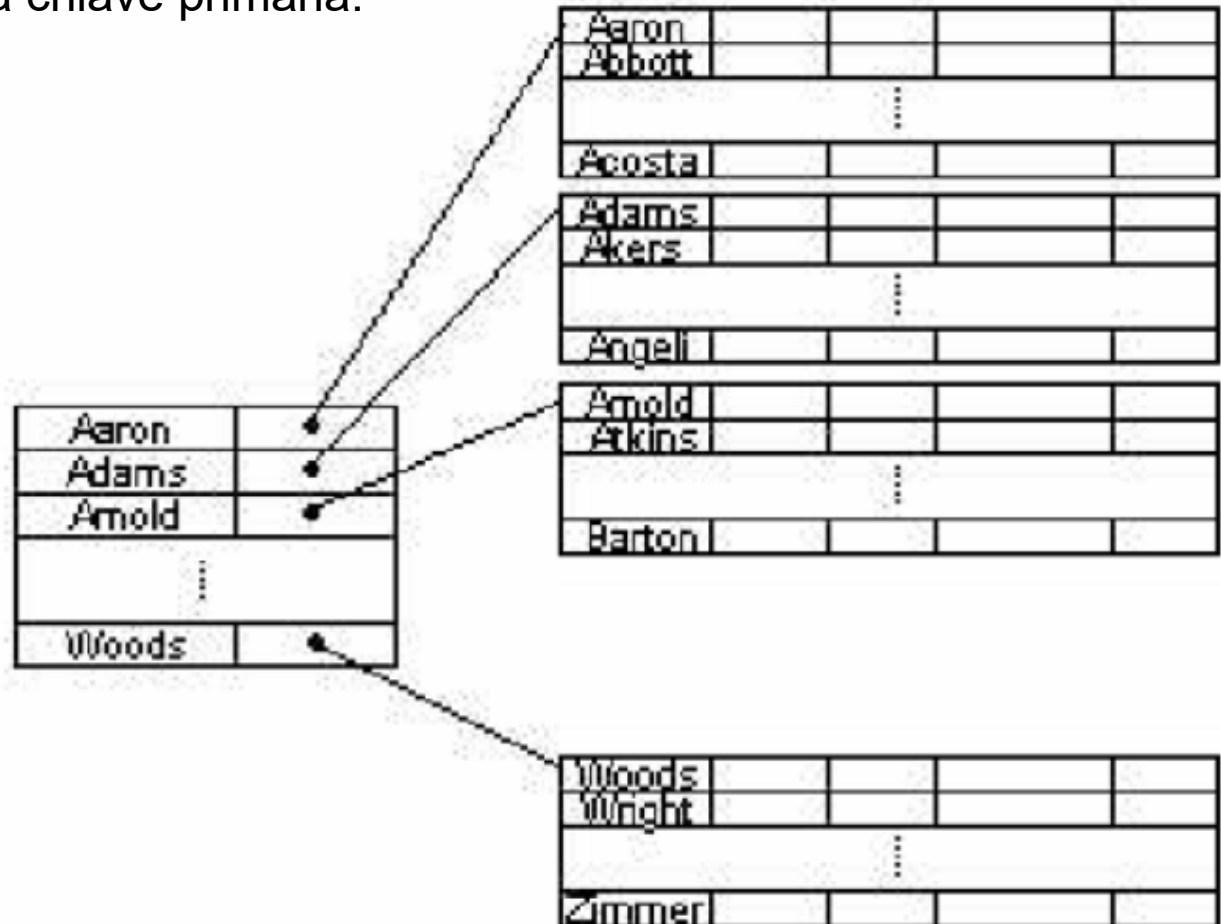 a chiave primaria.
Aaron
Abbott
Acosta
Adams
Akers
Angeli
Arnold
Atkins
Barton
Aaron
Adams
Arnold
Woods
Woods
Wright
Zimmer